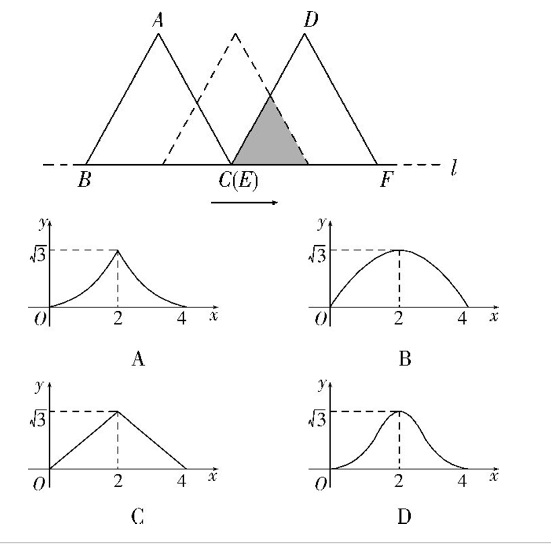 A D
B C(E) F l
y y
√3 √3
O 2 4 x O 2 4 x
A B
y y
√3 √3
O 2 4 x O 2 4 x
C D